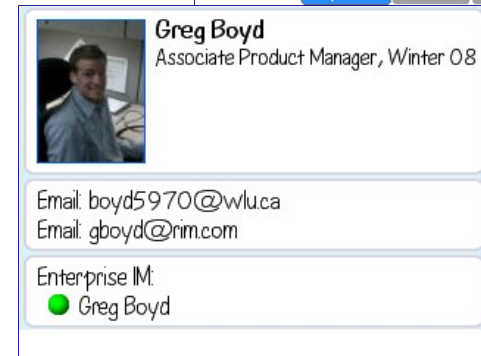 Greg Boyd
Associate Product Manager, Winter 08
Email: boyd5970@wlu.ca
Email: gboyd@rim.com
Enterprise IM:
Greg Boyd